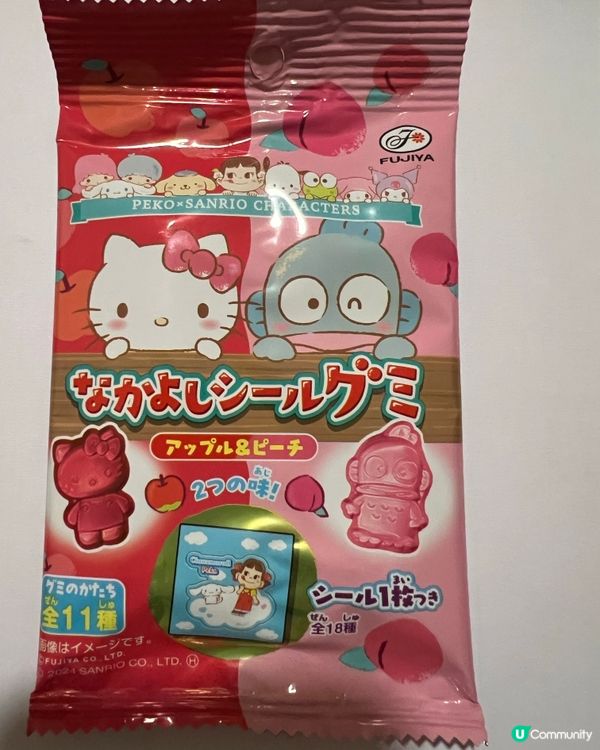 FUJIYA
PEKO×SANRIO CHARACTERS
なかよしシールグミ
アップル&ピーチ
あじ
2つの味!
Cinnamoroll
Peko
グミのかたち
ぜん しゅ
全11種
まい
シール1枚つき
ぜん しゅ
全18種
画像はイメージです。
©FUJIYA CO., LTD.
© 2024 SANRIO CO., LTD. Ⓗ
U Community